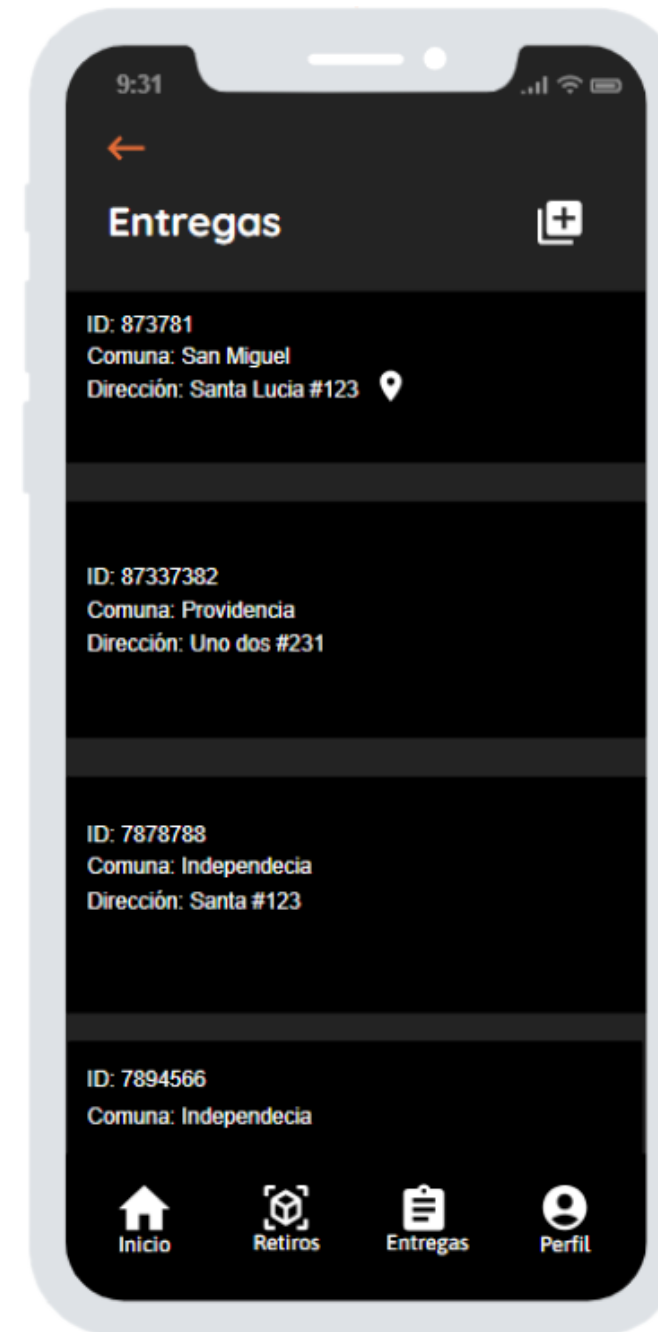 9:31
Entregas
ID: 873781
Comuna: San Miguel
Dirección: Santa Lucia #123
ID: 87337382
Comuna: Providencia
Dirección: Uno dos #231
ID: 7878788
Comuna: Independecia
Dirección: Santa #123
ID: 7894566
Comuna: Independecia
Inicio Retiros Entregas Perfil